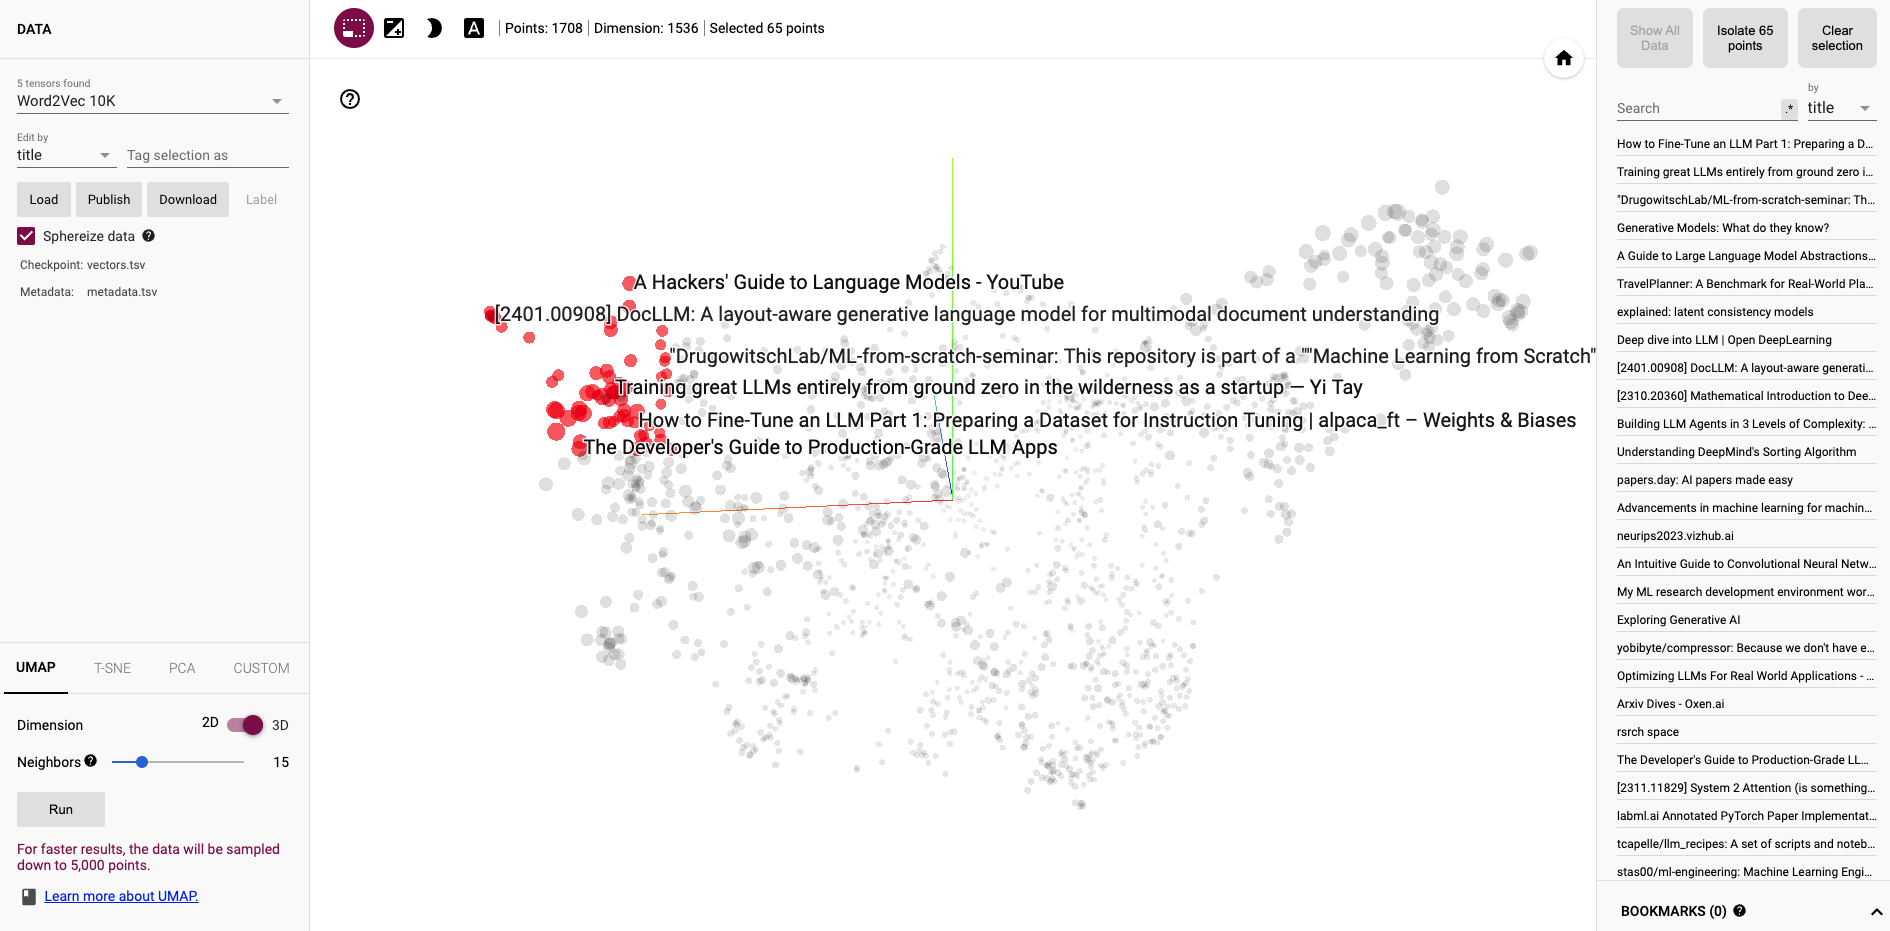 DATA
5 tensors found
Word2Vec 10K
Edit by
title
Tag selection as
Load
Publish
Download
Label
Sphereize data
Checkpoint: vectors.tsv
Metadata: metadata.tsv
UMAP
T-SNE
PCA
CUSTOM
Dimension
2D
3D
Neighbors
15
Run
For faster results, the data will be sampled
down to 5,000 points.
Learn more about UMAP.
A
Points: 1708
Dimension: 1536
Selected 65 points
A Hackers' Guide to Language Models - YouTube
[2401.00908] DocLLM: A layout-aware generative language model for multimodal document understanding
"DrugowitschLab/ML-from-scratch-seminar: This repository is part of a ""Machine Learning from Scratch"
Training great LLMs entirely from ground zero in the wilderness as a startup — Yi Tay
How to Fine-Tune an LLM Part 1: Preparing a Dataset for Instruction Tuning | alpaca_ft – Weights & Biases
The Developer's Guide to Production-Grade LLM Apps
Show All
Data
Isolate 65
points
Clear
selection
Search
.*
by
title
How to Fine-Tune an LLM Part 1: Preparing a D...
Training great LLMs entirely from ground zero i...
"DrugowitschLab/ML-from-scratch-seminar: Th...
Generative Models: What do they know?
A Guide to Large Language Model Abstractions...
TravelPlanner: A Benchmark for Real-World Pla...
explained: latent consistency models
Deep dive into LLM | Open DeepLearning
[2401.00908] DocLLM: A layout-aware generati...
[2310.20360] Mathematical Introduction to Dee...
Building LLM Agents in 3 Levels of Complexity: ...
Understanding DeepMind's Sorting Algorithm
papers.day: AI papers made easy
Advancements in machine learning for machin...
neurips2023.vizhub.ai
An Intuitive Guide to Convolutional Neural Netw...
My ML research development environment wor...
Exploring Generative AI
yobibyte/compressor: Because we don't have e...
Optimizing LLMs For Real World Applications - ...
Arxiv Dives - Oxen.ai
rsrch space
The Developer's Guide to Production-Grade LL...
[2311.11829] System 2 Attention (is something...
labml.ai Annotated PyTorch Paper Implementat...
tcapelle/llm_recipes: A set of scripts and noteb...
stas00/ml-engineering: Machine Learning Engi...
BOOKMARKS (0)